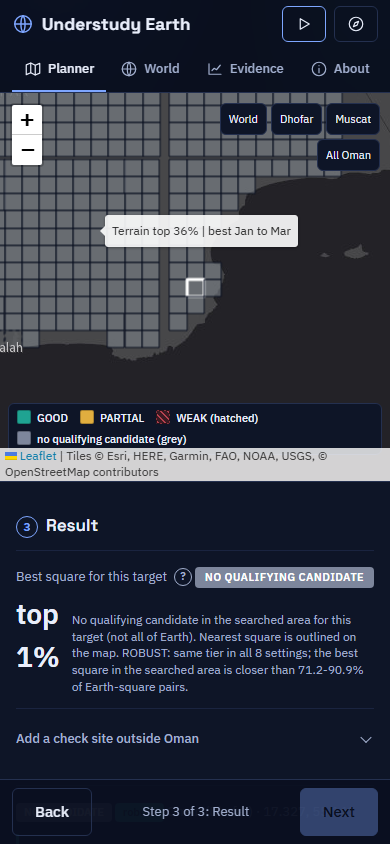 Understudy Earth
Planner
World
Evidence
About
+
−
World
Dhofar
Muscat
All Oman
Terrain top 36% | best Jan to Mar
alah
GOOD
PARTIAL
WEAK (hatched)
no qualifying candidate (grey)
Leaflet | Tiles © Esri, HERE, Garmin, FAO, NOAA, USGS, ©
OpenStreetMap contributors
3 Result
Best square for this target ? NO QUALIFYING CANDIDATE
top
1%
No qualifying candidate in the searched area for this
target (not all of Earth). Nearest square is outlined on
the map. ROBUST: same tier in all 8 settings; the best
square in the searched area is closer than 71.2-90.9%
of Earth-square pairs.
Add a check site outside Oman
Back
Step 3 of 3: Result
Next